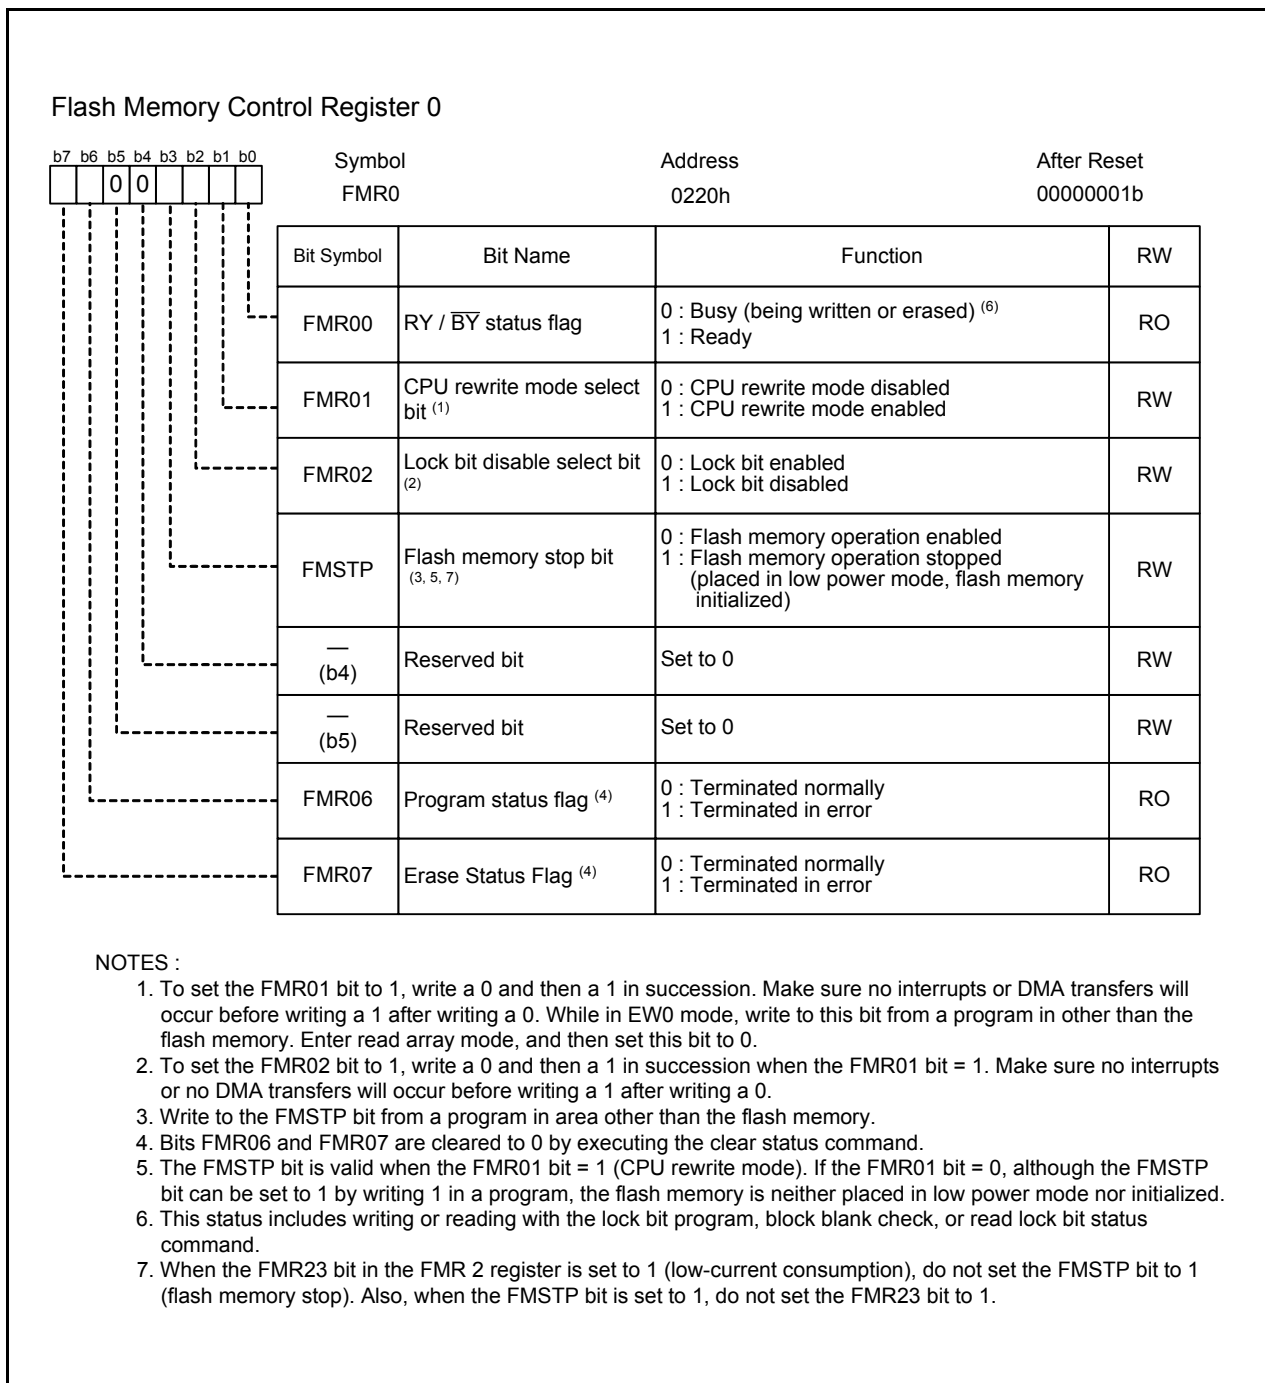 Flash Memory Control Register 0
b7 b6 b5 b4 b3 b2 b1 b0
0 0
Symbol Address After Reset
FMR0 0220h 00000001b
Bit Symbol Bit Name Function RW
FMR00 RY / B̅Y̅ status flag 0 : Busy (being written or erased) (6) RO
1 : Ready
FMR01 CPU rewrite mode select 0 : CPU rewrite mode disabled RW
bit (1) 1 : CPU rewrite mode enabled
FMR02 Lock bit disable select bit 0 : Lock bit enabled RW
(2) 1 : Lock bit disabled
FMSTP Flash memory stop bit 0 : Flash memory operation enabled RW
(3, 5, 7) 1 : Flash memory operation stopped
(placed in low power mode, flash memory
initialized)
— Reserved bit Set to 0 RW
(b4)
— Reserved bit Set to 0 RW
(b5)
FMR06 Program status flag (4) 0 : Terminated normally RO
1 : Terminated in error
FMR07 Erase Status Flag (4) 0 : Terminated normally RO
1 : Terminated in error
NOTES :
1. To set the FMR01 bit to 1, write a 0 and then a 1 in succession. Make sure no interrupts or DMA transfers will
occur before writing a 1 after writing a 0. While in EW0 mode, write to this bit from a program in other than the
flash memory. Enter read array mode, and then set this bit to 0.
2. To set the FMR02 bit to 1, write a 0 and then a 1 in succession when the FMR01 bit = 1. Make sure no interrupts
or no DMA transfers will occur before writing a 1 after writing a 0.
3. Write to the FMSTP bit from a program in area other than the flash memory.
4. Bits FMR06 and FMR07 are cleared to 0 by executing the clear status command.
5. The FMSTP bit is valid when the FMR01 bit = 1 (CPU rewrite mode). If the FMR01 bit = 0, although the FMSTP
bit can be set to 1 by writing 1 in a program, the flash memory is neither placed in low power mode nor initialized.
6. This status includes writing or reading with the lock bit program, block blank check, or read lock bit status
command.
7. When the FMR23 bit in the FMR 2 register is set to 1 (low-current consumption), do not set the FMSTP bit to 1
(flash memory stop). Also, when the FMSTP bit is set to 1, do not set the FMR23 bit to 1.